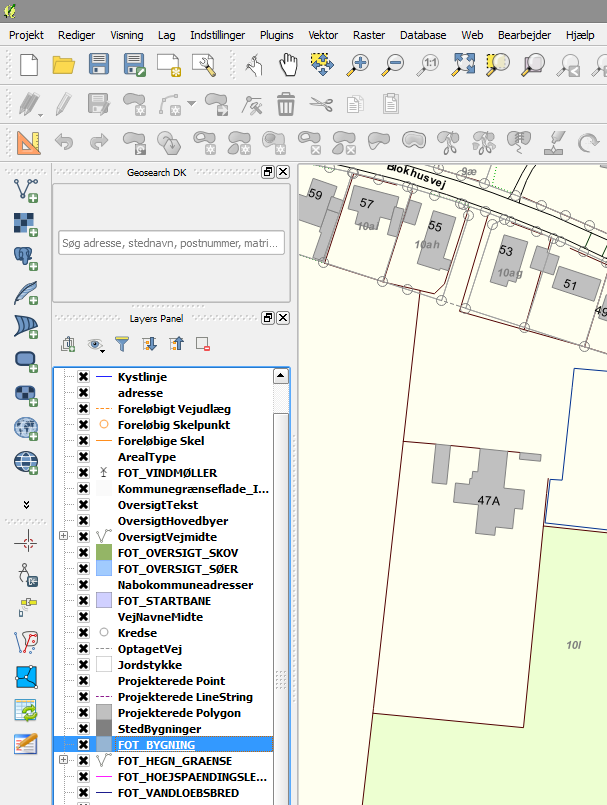 Projekt Rediger Visning Lag Indstillinger Plugins Vektor Raster Database Web Bearbejder Hjælp
1:1
Geosearch DK
Søg adresse, stednavn, postnummer, matri...
Layers Panel
Kystlinje
adresse
Foreløbigt Vejudlæg
Foreløbig Skelpunkt
Foreløbige Skel
ArealType
FOT_VINDMØLLER
Kommunegrænseflade_I...
OversigtTekst
OversigtHovedbyer
OversigtVejmidte
FOT_OVERSIGT_SKOV
FOT_OVERSIGT_SØER
Nabokommuneadresser
FOT_STARTBANE
VejNavneMidte
Kredse
OptagetVej
Jordstykke
Projekterede Point
Projekterede LineString
Projekterede Polygon
StedBygninger
FOT_BYGNING
FOT_HEGN_GRAENSE
FOT_HOEJSPAENDINGSLE...
FOT_VANDLOEBSBRED
Blokhusvej
9æ
59
57
10ai
55
10ah
53
10ag
51
49
47A
10l